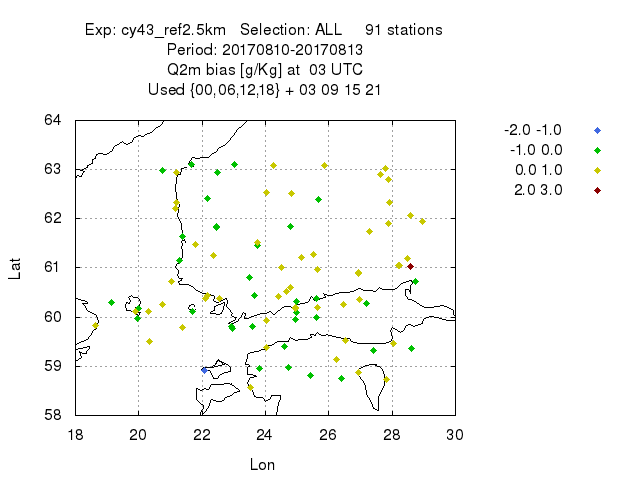 Exp: cy43_ref2.5km   Selection: ALL     91 stations
Period: 20170810-20170813
Q2m bias [g/Kg] at  03 UTC
Used {00,06,12,18} + 03 09 15 21
64
63
62
61
60
59
58
18 20 22 24 26 28 30
Lat
Lon
-2.0 -1.0
-1.0 0.0
0.0 1.0
2.0 3.0